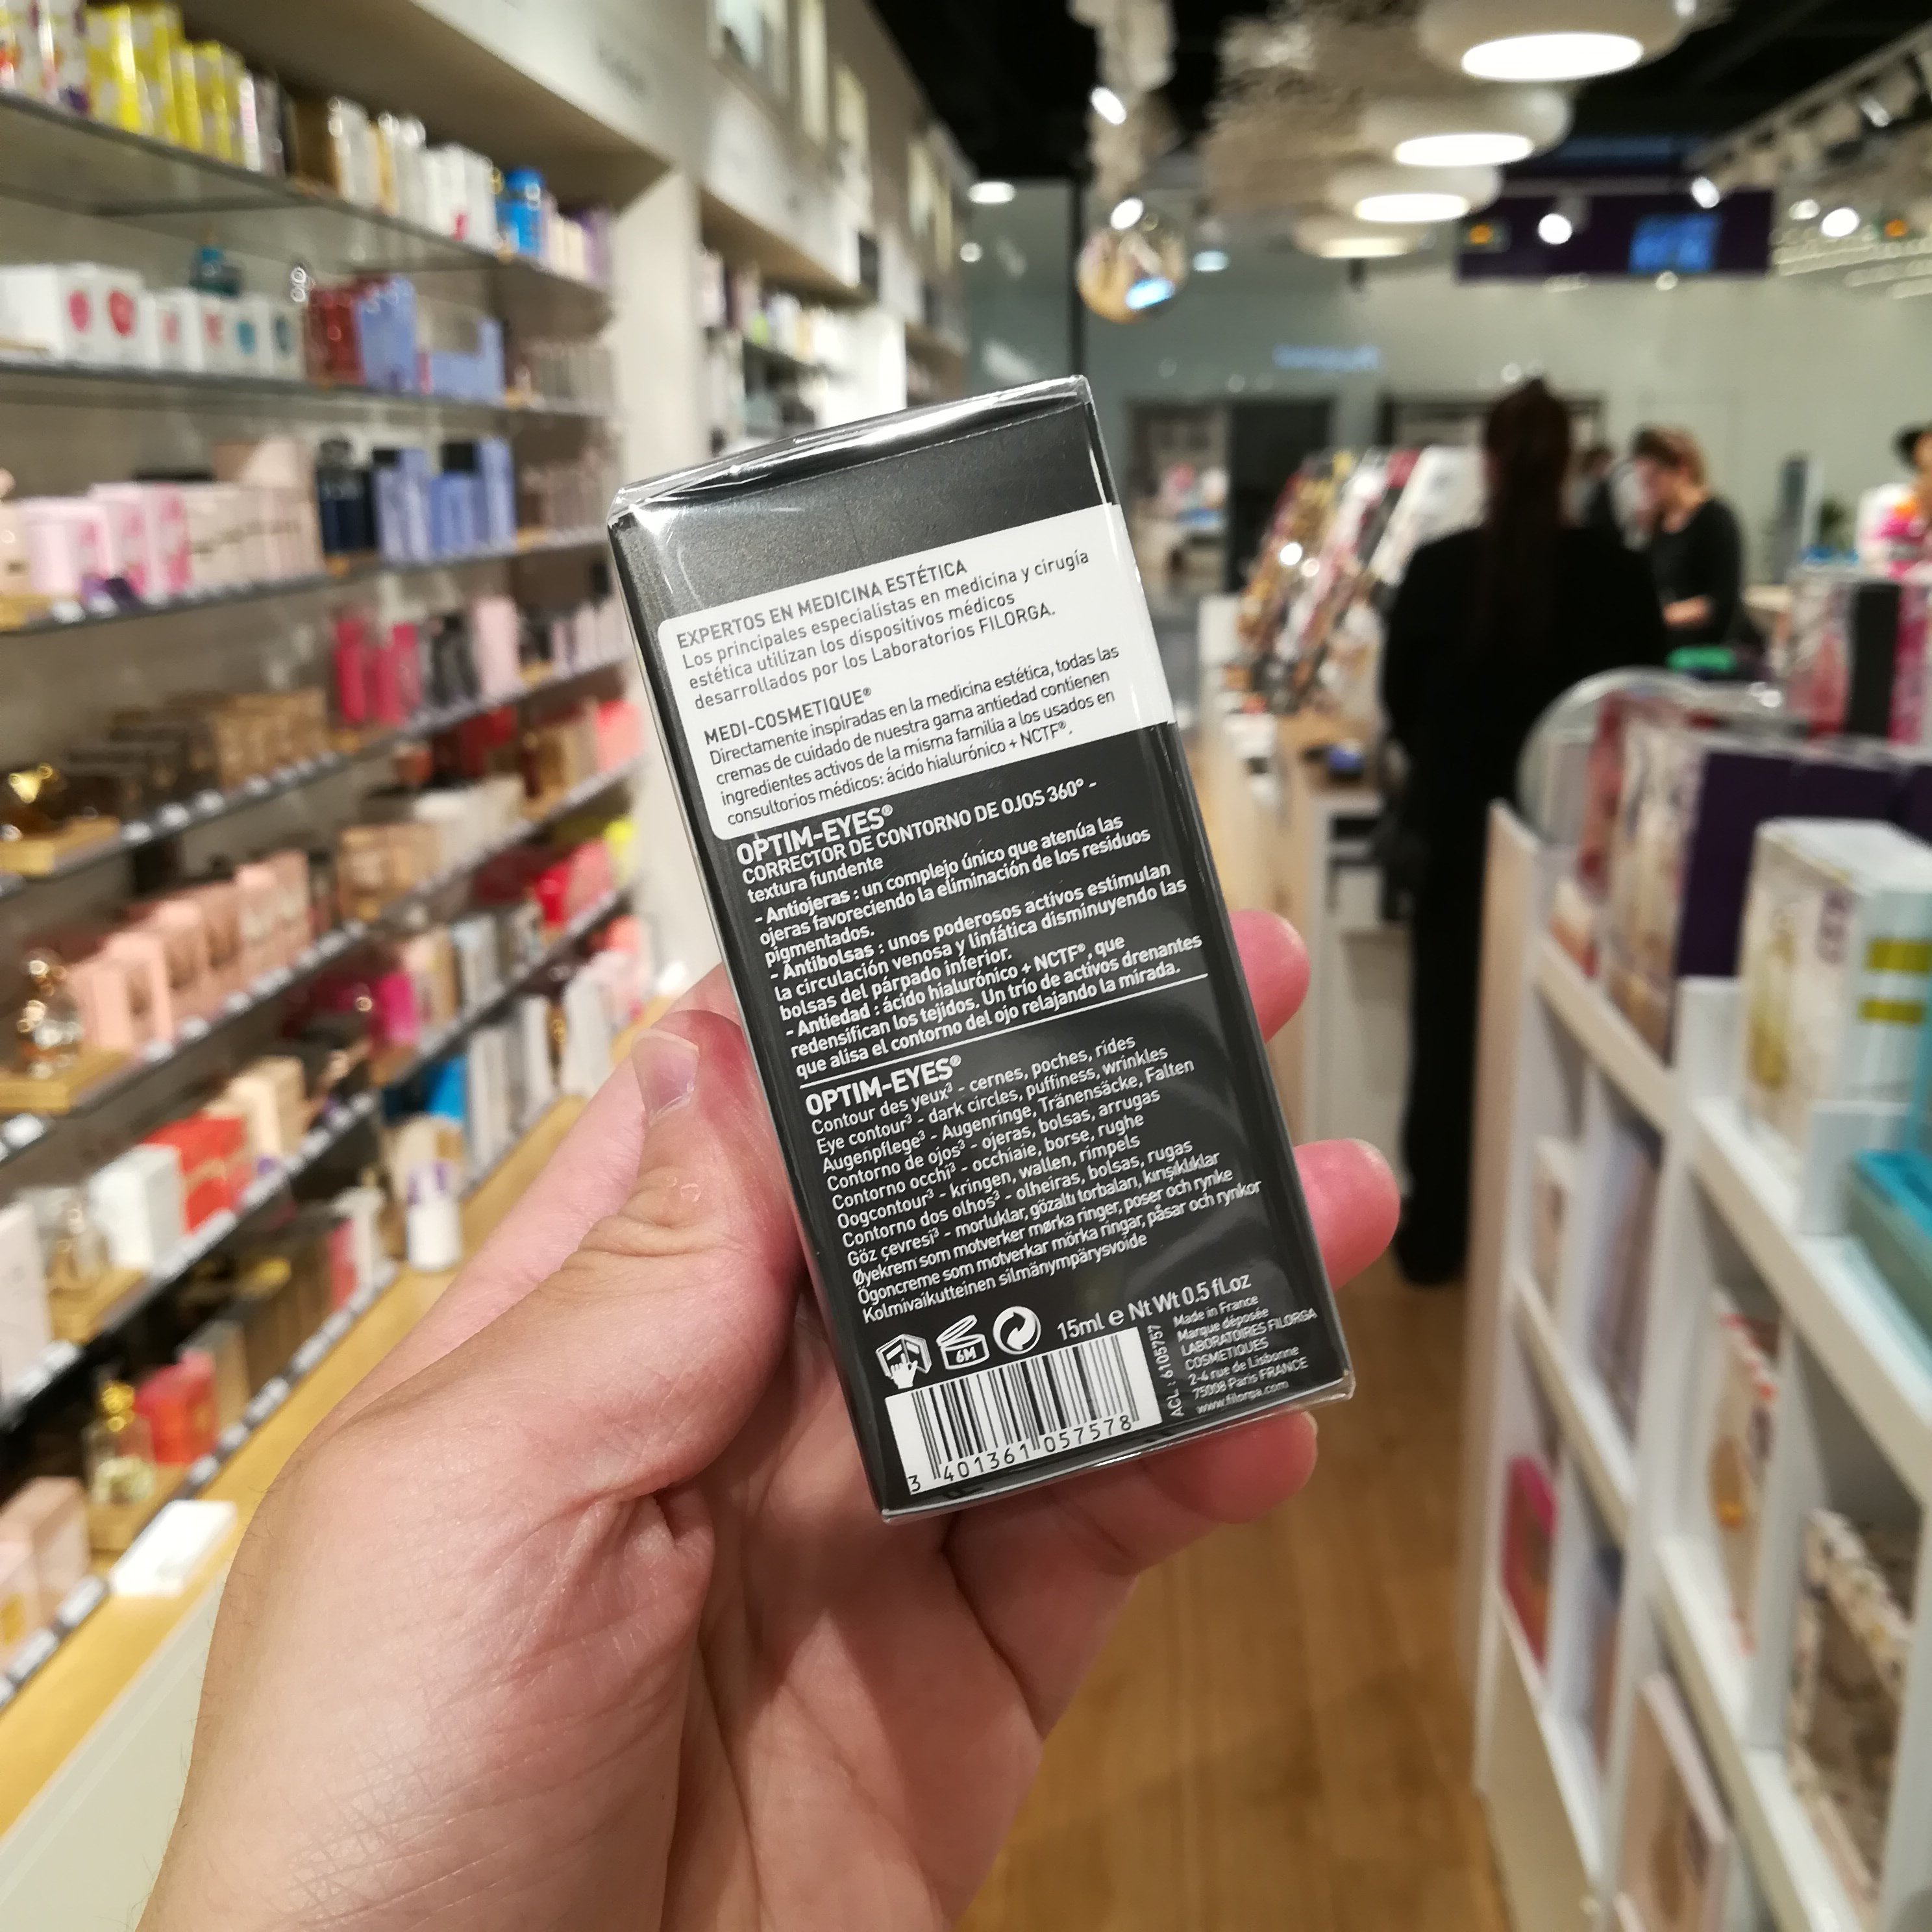 EXPERTOS EN MEDICINA ESTÉTICA
Los principales especialistas en medicina y cirugía
estética utilizan los dispositivos médicos
desarrollados por los Laboratorios FILORGA.
MEDI-COSMETIQUE®
Directamente inspiradas en la medicina estética, todas las
cremas de cuidado de nuestra gama antiedad contienen
ingredientes activos de la misma familia a los usados en
consultorios médicos: ácido hialurónico + NCTF®.
OPTIM-EYES®
CORRECTOR DE CONTORNO DE OJOS 360° -
textura fundente
- Antiojeras : un complejo único que atenúa las
ojeras favoreciendo la eliminación de los residuos
pigmentados.
- Antibolsas : unos poderosos activos estimulan
la circulación venosa y linfática disminuyendo las
bolsas del párpado inferior.
- Antiedad : ácido hialurónico + NCTF®, que
redensifican los tejidos. Un trío de activos drenantes
que alisa el contorno del ojo relajando la mirada.
OPTIM-EYES®
Contour des yeux³ - cernes, poches, rides
Eye contour³ - dark circles, puffiness, wrinkles
Augenpflege³ - Augenringe, Tränensäcke, Falten
Contorno de ojos³ - ojeras, bolsas, arrugas
Contorno occhi³ - occhiaie, borse, rughe
Oogcontour³ - kringen, wallen, rimpels
Contorno dos olhos³ - olheiras, bolsas, rugas
Göz çevresi³ - morluklar, gözaltı torbaları, kırışıklıklar
Øyekrem som motverker mørka ringer, poser och rynke
Ögoncreme som motverkar mörka ringar, påsar och rynkor
Kolmivaikutteinen silmänympärysvoide
6M
15ml e Nt Wt 0.5 fl.oz
ACL : 6105757
Made in France
Marque déposée
LABORATOIRES FILORGA
COSMETIQUES
2-4 rue de Lisbonne
75008 Paris FRANCE
www.filorga.com
3 401361 057578